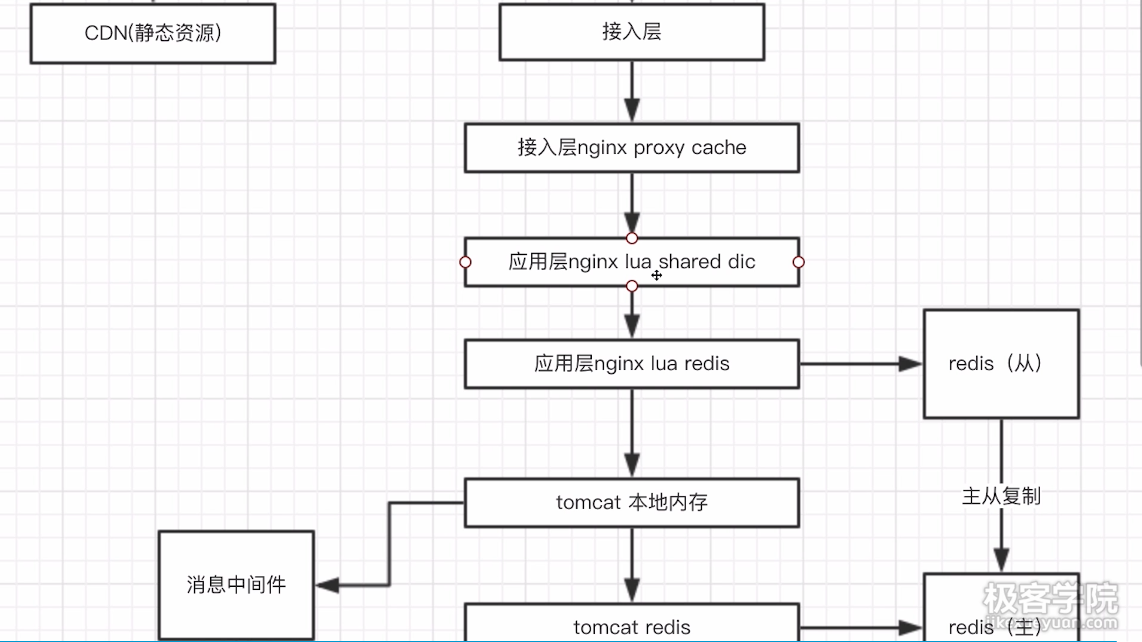 CDN(静态资源)
接入层
接入层nginx proxy cache
应用层nginx lua shared dic
应用层nginx lua redis
redis（从）
tomcat 本地内存
主从复制
消息中间件
tomcat redis
redis（主）
极客学院
jikexueyuan.com